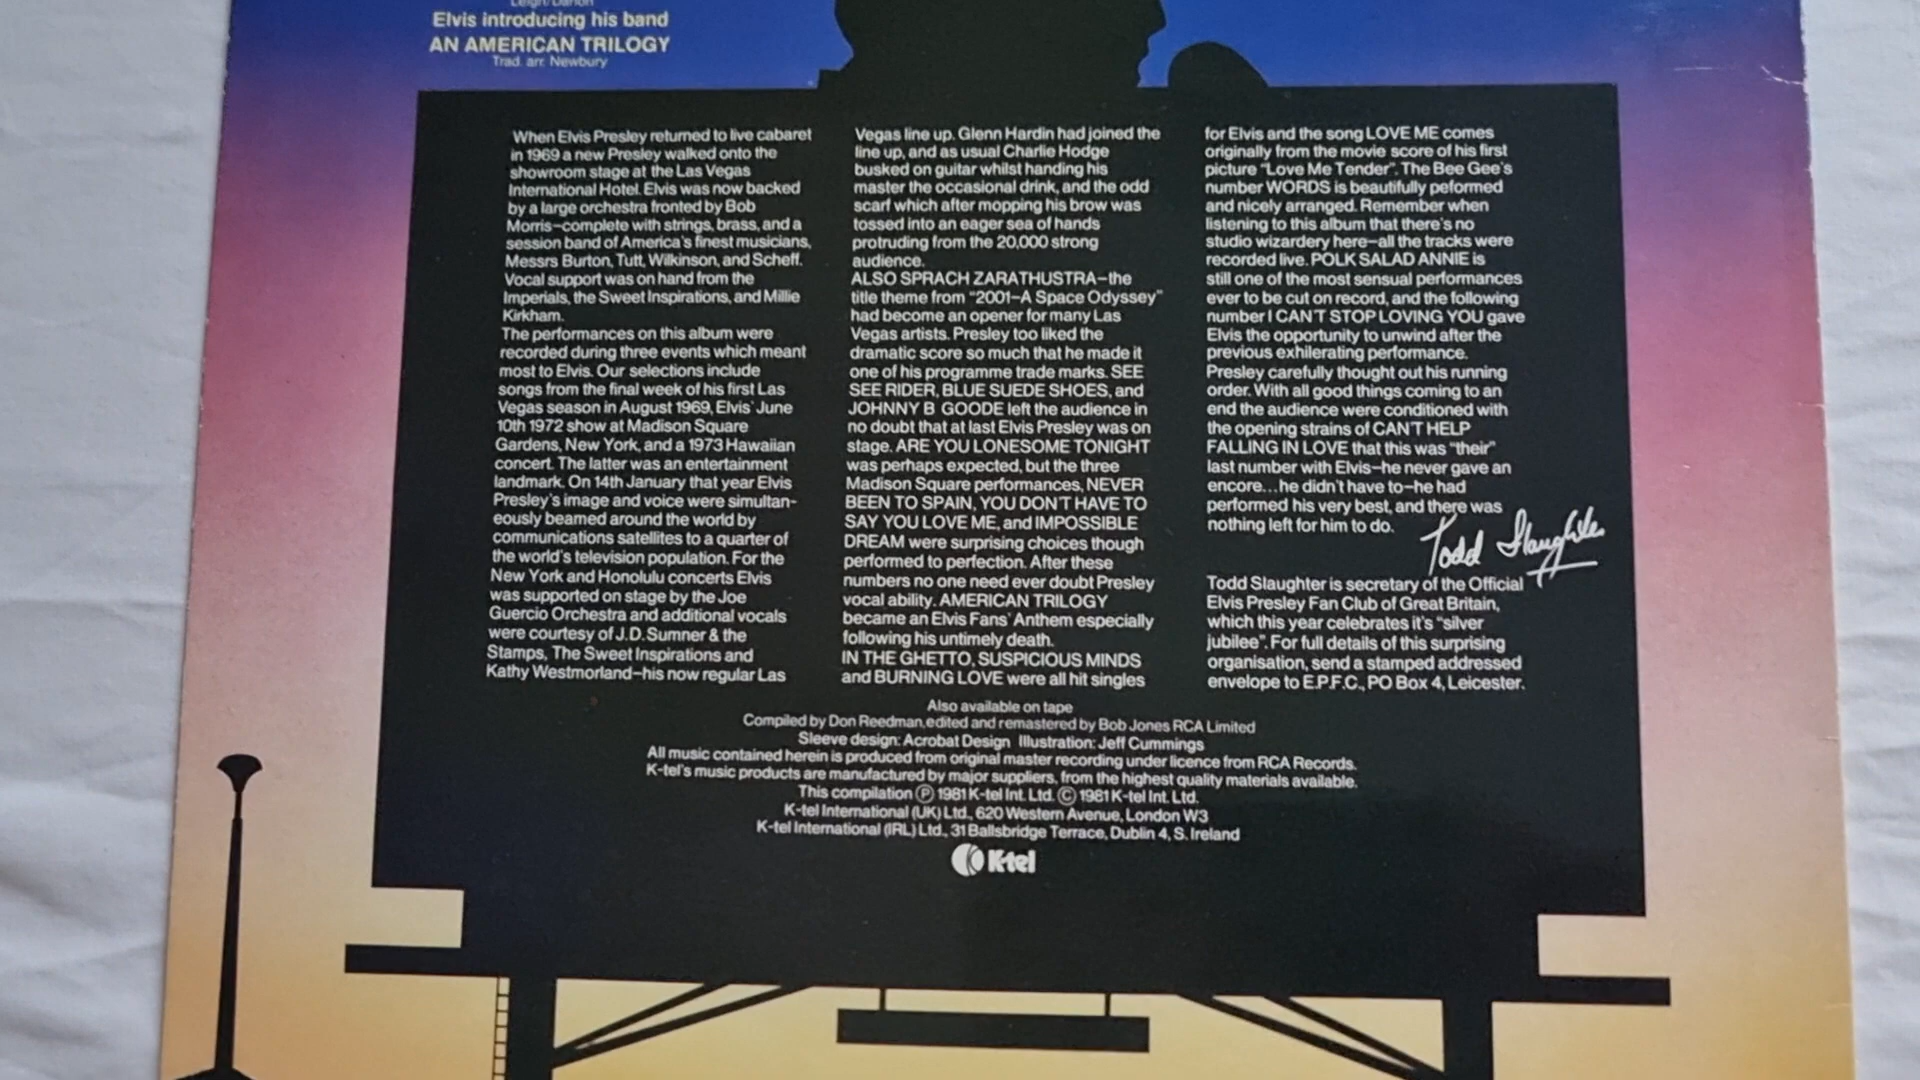 Leigh/Darion
Elvis introducing his band
AN AMERICAN TRILOGY
Trad. arr. Newbury
When Elvis Presley returned to live cabaret
in 1969 a new Presley walked onto the
showroom stage at the Las Vegas
International Hotel. Elvis was now backed
by a large orchestra fronted by Bob
Morris–complete with strings, brass, and a
session band of America's finest musicians,
Messrs Burton, Tutt, Wilkinson, and Scheff.
Vocal support was on hand from the
Imperials, the Sweet Inspirations, and Millie
Kirkham.
The performances on this album were
recorded during three events which meant
most to Elvis. Our selections include
songs from the final week of his first Las
Vegas season in August 1969, Elvis' June
10th 1972 show at Madison Square
Gardens, New York, and a 1973 Hawaiian
concert. The latter was an entertainment
landmark. On 14th January that year Elvis
Presley's image and voice were simultan-
eously beamed around the world by
communications satellites to a quarter of
the world's television population. For the
New York and Honolulu concerts Elvis
was supported on stage by the Joe
Guercio Orchestra and additional vocals
were courtesy of J.D. Sumner & the
Stamps, The Sweet Inspirations and
Kathy Westmorland–his now regular Las
Vegas line up. Glenn Hardin had joined the
line up, and as usual Charlie Hodge
busked on guitar whilst handing his
master the occasional drink, and the odd
scarf which after mopping his brow was
tossed into an eager sea of hands
protruding from the 20,000 strong
audience.
ALSO SPRACH ZARATHUSTRA–the
title theme from "2001–A Space Odyssey"
had become an opener for many Las
Vegas artists. Presley too liked the
dramatic score so much that he made it
one of his programme trade marks. SEE
SEE RIDER, BLUE SUEDE SHOES, and
JOHNNY B GOODE left the audience in
no doubt that at last Elvis Presley was on
stage. ARE YOU LONESOME TONIGHT
was perhaps expected, but the three
Madison Square performances, NEVER
BEEN TO SPAIN, YOU DON'T HAVE TO
SAY YOU LOVE ME, and IMPOSSIBLE
DREAM were surprising choices though
performed to perfection. After these
numbers no one need ever doubt Presley
vocal ability. AMERICAN TRILOGY
became an Elvis Fans' Anthem especially
following his untimely death.
IN THE GHETTO, SUSPICIOUS MINDS
and BURNING LOVE were all hit singles
for Elvis and the song LOVE ME comes
originally from the movie score of his first
picture "Love Me Tender". The Bee Gee's
number WORDS is beautifully peformed
and nicely arranged. Remember when
listening to this album that there's no
studio wizardery here–all the tracks were
recorded live. POLK SALAD ANNIE is
still one of the most sensual performances
ever to be cut on record, and the following
number I CAN'T STOP LOVING YOU gave
Elvis the opportunity to unwind after the
previous exhilerating performance.
Presley carefully thought out his running
order. With all good things coming to an
end the audience were conditioned with
the opening strains of CAN'T HELP
FALLING IN LOVE that this was "their"
last number with Elvis–he never gave an
encore...he didn't have to–he had
performed his very best, and there was
nothing left for him to do.
Todd Slaughter
Todd Slaughter is secretary of the Official
Elvis Presley Fan Club of Great Britain,
which this year celebrates it's "silver
jubilee". For full details of this surprising
organisation, send a stamped addressed
envelope to E.P.F.C., PO Box 4, Leicester.
Also available on tape
Compiled by Don Reedman, edited and remastered by Bob Jones RCA Limited
Sleeve design: Acrobat Design Illustration: Jeff Cummings
All music contained herein is produced from original master recording under licence from RCA Records.
K-tel's music products are manufactured by major suppliers, from the highest quality materials available.
This compilation Ⓟ 1981 K-tel Int. Ltd. © 1981 K-tel Int. Ltd.
K-tel International (UK) Ltd., 620 Western Avenue, London W3
K-tel International (IRL) Ltd., 31 Ballsbridge Terrace, Dublin 4, S. Ireland
K-tel